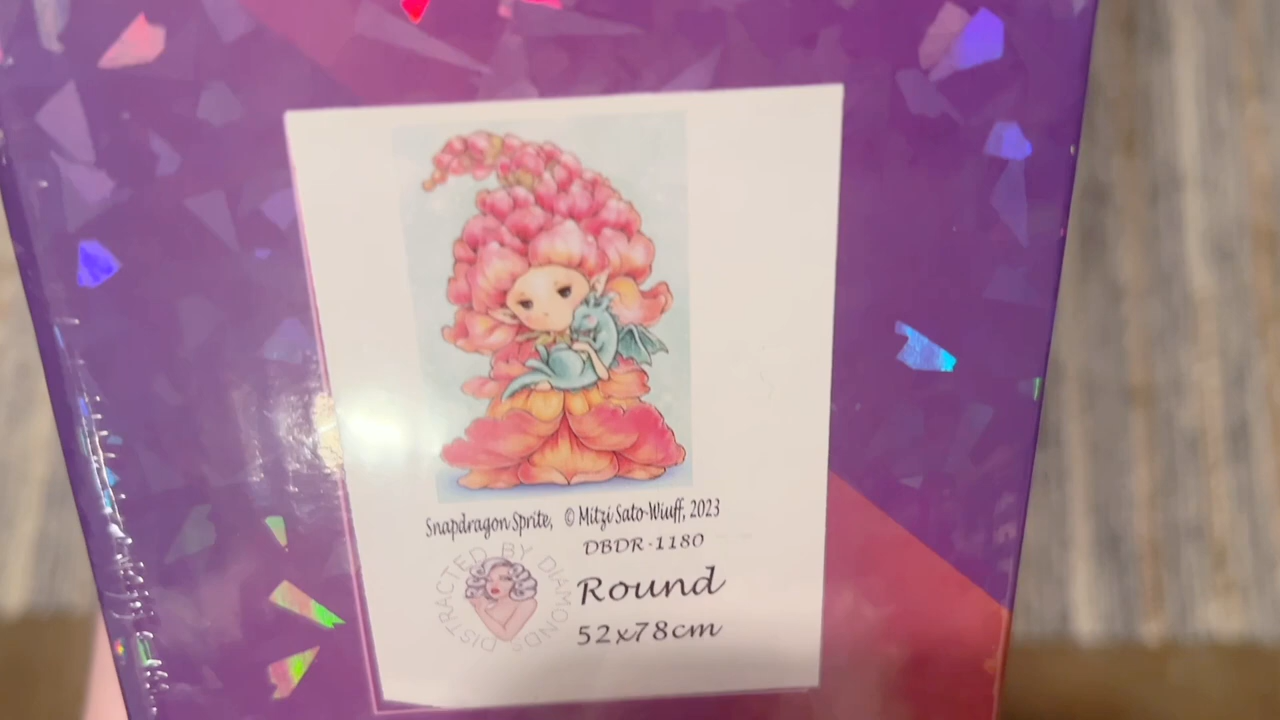 Snapdragon Sprite, © Mitzi Sato-Wiuff, 2023
DBDR-1180
DISTRACTED BY DIAMONDS
Round
52x78cm